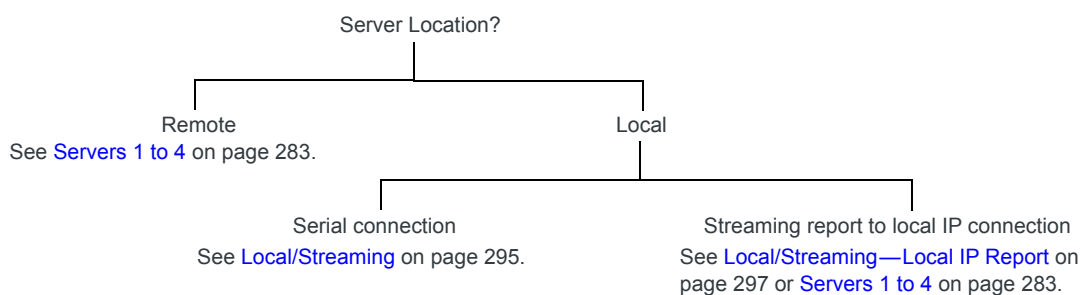 Server Location?
Remote
See Servers 1 to 4 on page 283.
Local
Serial connection
See Local/Streaming on page 295.
Streaming report to local IP connection
See Local/Streaming—Local IP Report on
page 297 or Servers 1 to 4 on page 283.